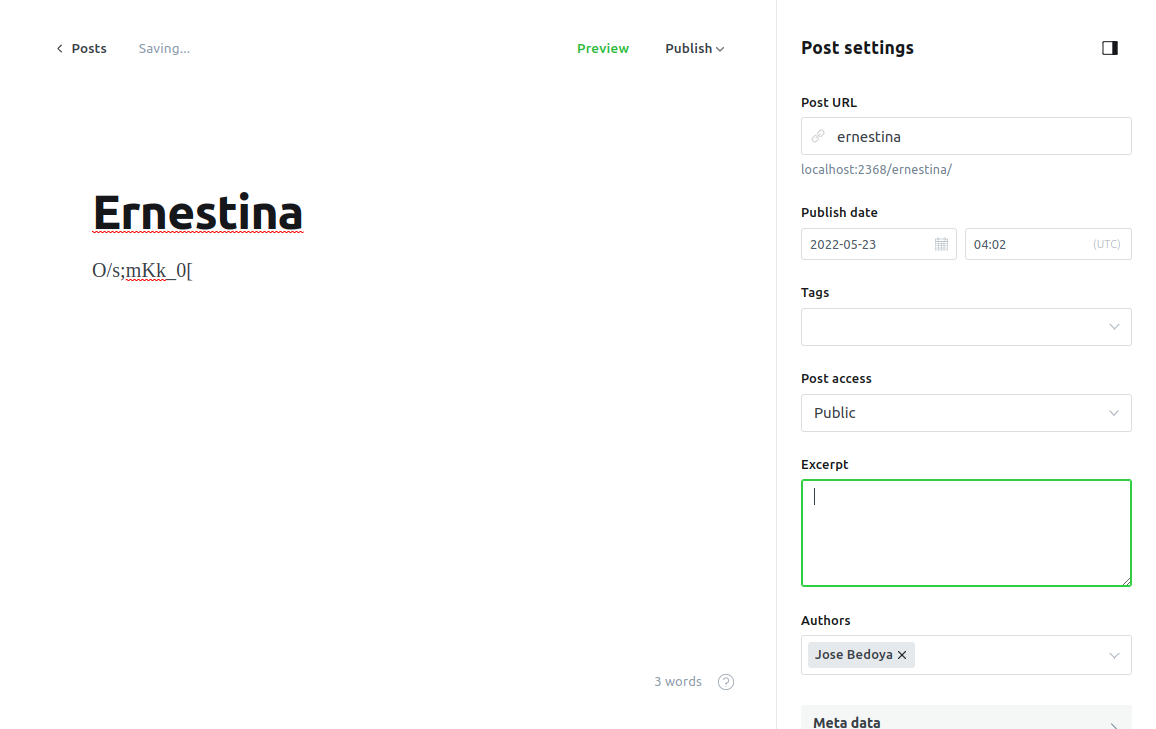 Posts Saving... Preview Publish
Ernestina
O/s;mKk_0[
3 words ?
Post settings
Post URL
ernestina
localhost:2368/ernestina/
Publish date
2022-05-23 04:02 (UTC)
Tags
Post access
Public
Excerpt
Authors
Jose Bedoya ×
Meta data